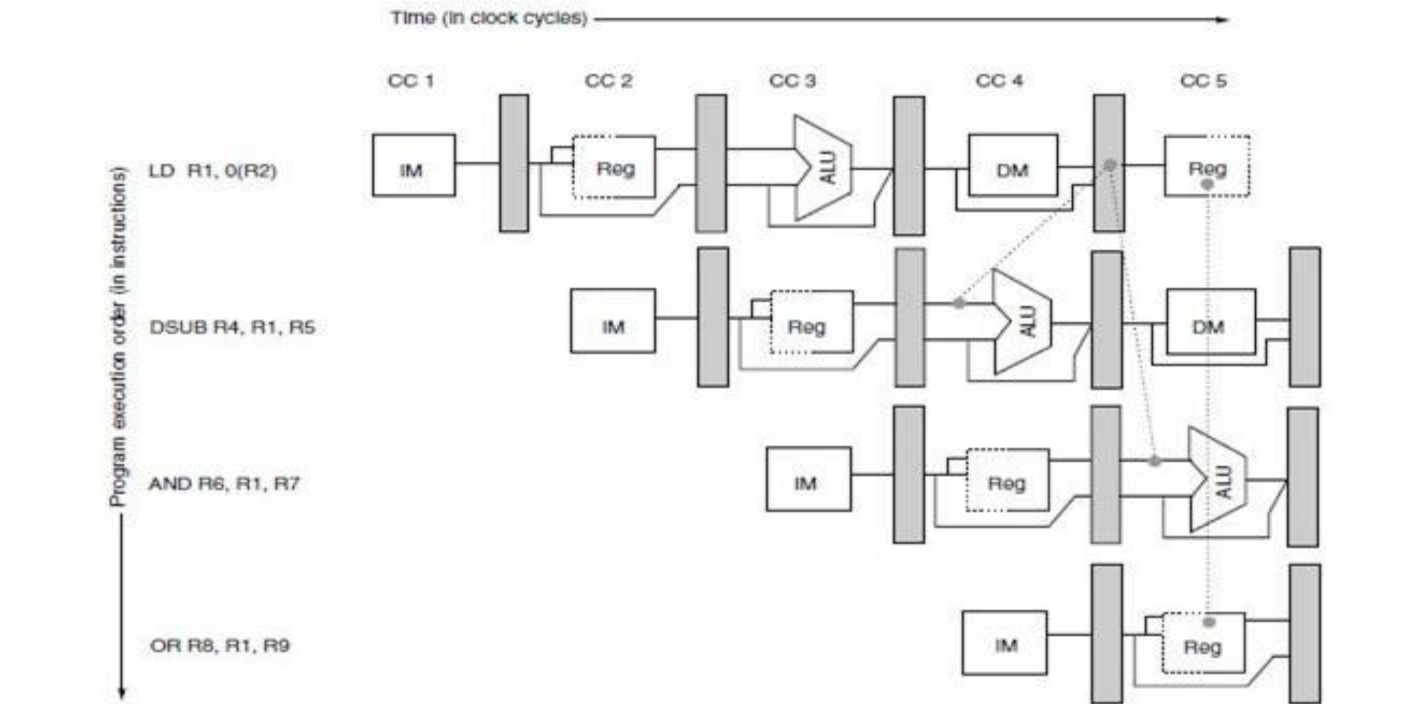 Time (in clock cycles)
CC 1 CC 2 CC 3 CC 4 CC 5
Program execution order (in instructions)
LD R1, 0(R2) IM Reg ALU DM Reg
DSUB R4, R1, R5 IM Reg ALU DM
AND R6, R1, R7 IM Reg ALU
OR R8, R1, R9 IM Reg